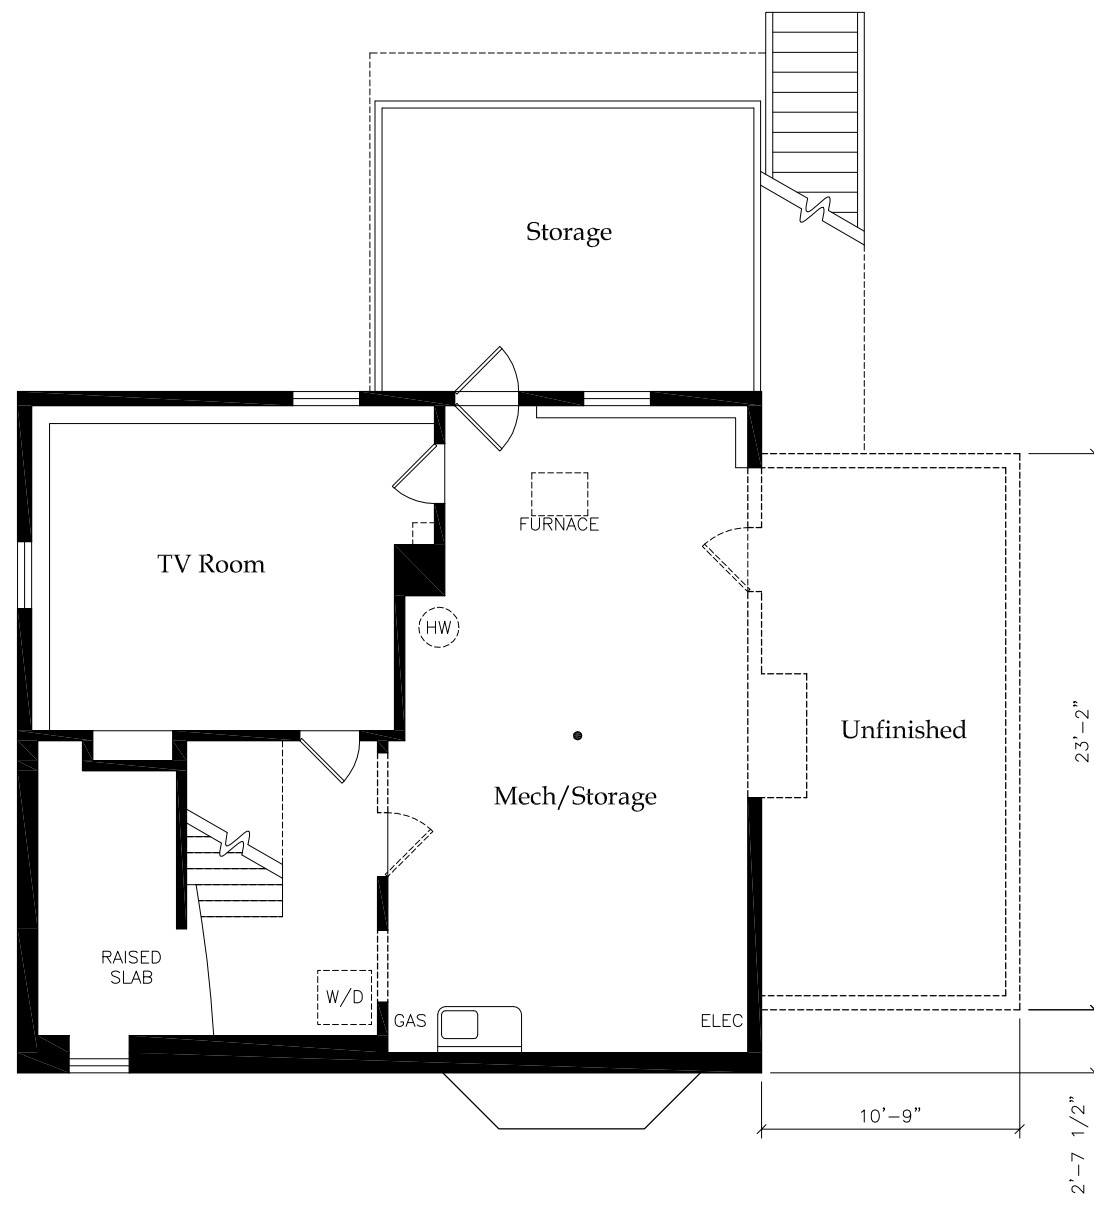 Storage
FURNACE
TV Room
HW
Unfinished
23'-2"
Mech/Storage
RAISED
SLAB
W/D
GAS
ELEC
10'-9"
2'-7 1/2"